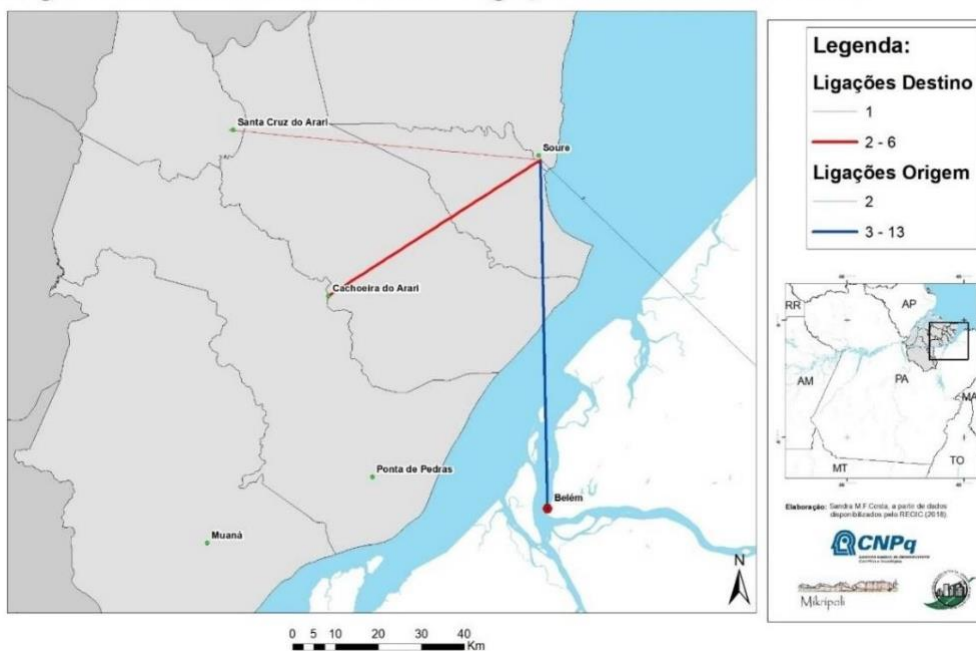 Santa Cruz do Arari
Soure
Cachoeira do Arari
Ponta de Pedras
Belém
Muaná
N
0 5 10 20 30 40
Km
Legenda:
Ligações Destino
1
2 - 6
Ligações Origem
2
3 - 13
RR
AP
AM
PA
MA
MT
TO
Elaboração: Sandra M.F Costa, a partir de dados
disponibilizados pelo REGIC (2018)
CNPq
Mikripoli